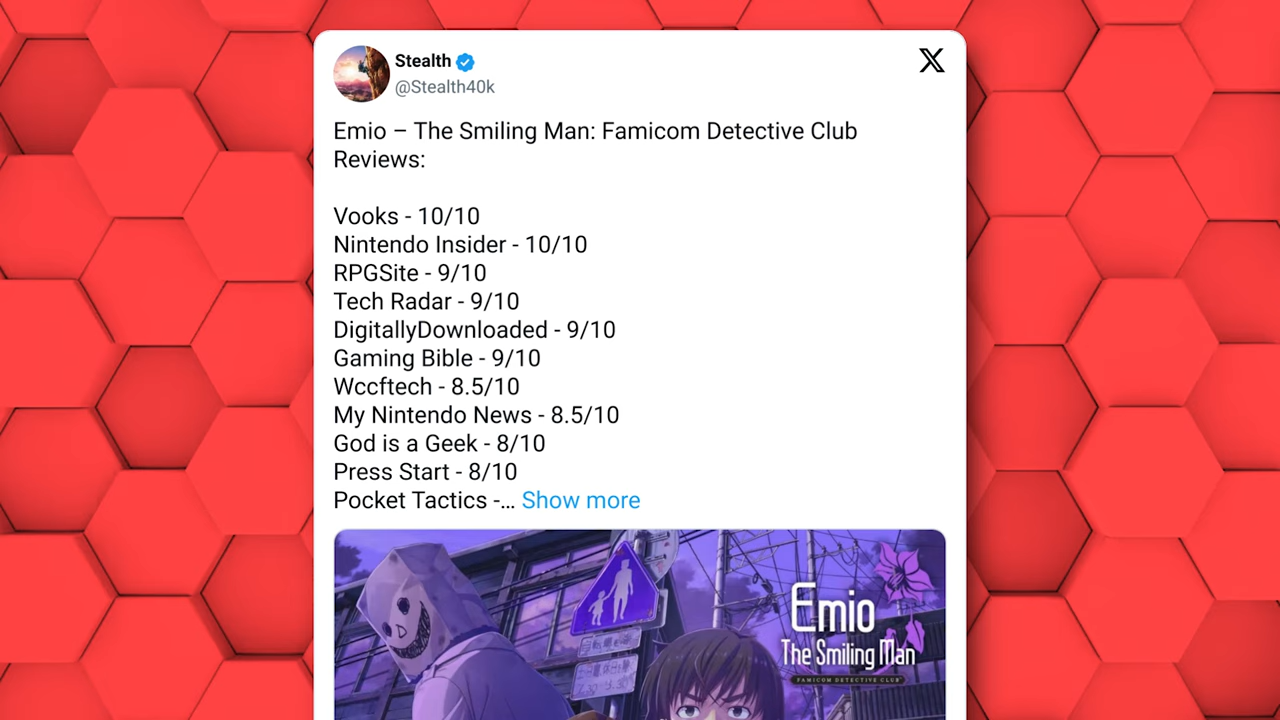 Stealth
@Stealth40k
Emio – The Smiling Man: Famicom Detective Club
Reviews:
Vooks - 10/10
Nintendo Insider - 10/10
RPGSite - 9/10
Tech Radar - 9/10
DigitallyDownloaded - 9/10
Gaming Bible - 9/10
Wccftech - 8.5/10
My Nintendo News - 8.5/10
God is a Geek - 8/10
Press Start - 8/10
Pocket Tactics -... Show more
Emio
The Smiling Man
FAMICOM DETECTIVE CLUB